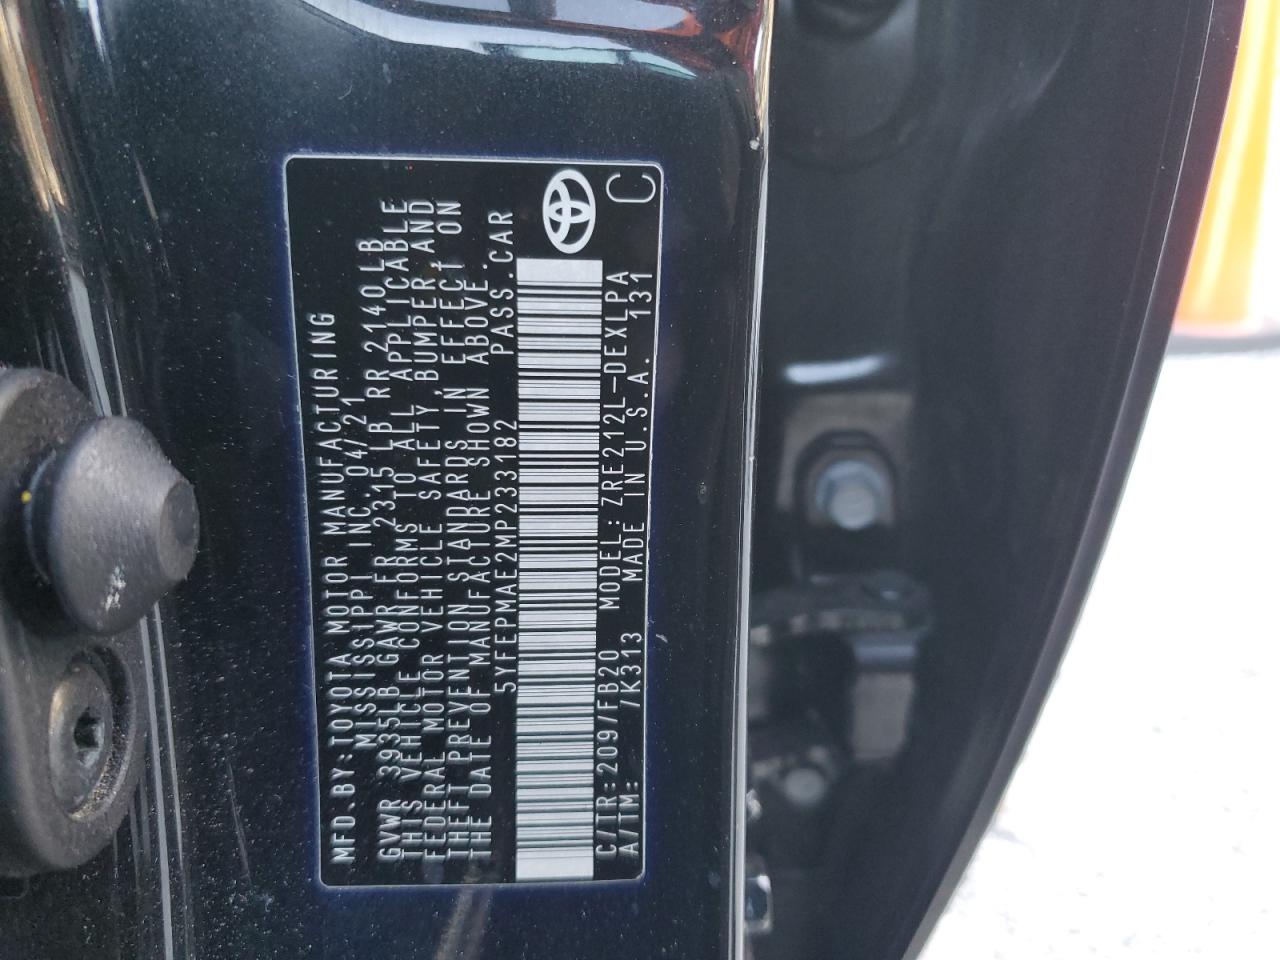 MFD.BY:TOYOTA MOTOR MANUFACTURING
MISSISSIPPI INC. 04/21
GVWR 3935LB GAWR FR 2315 LB RR 2140LB
THIS VEHICLE CONFORMS TO ALL APPLICABLE
FEDERAL MOTOR VEHICLE SAFETY, BUMPER, AND
THEFT PREVENTION STANDARDS IN EFFECT ON
THE DATE OF MANUFACTURE SHOWN ABOVE.
5YFEPMAE2MP233182 PASS.CAR
C/TR:209/FB20 MODEL:ZRE212L-DEXLPA
A/TM: /K313 MADE IN U.S.A. 131
C